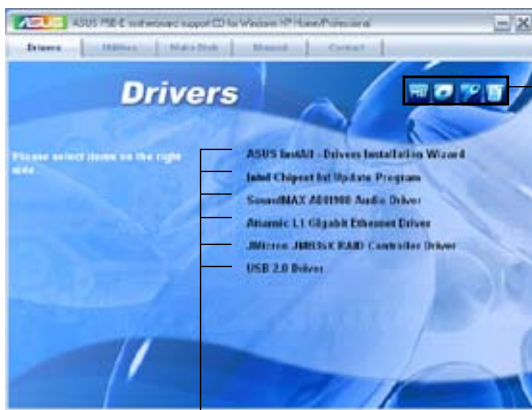 ASUS P5B-E motherboard support CD for Windows XP Home/Professional
Drivers Utilities Make Disk Manual Contact
Drivers
Please select items on the right side.
ASUS InstAll - Drivers Installation Wizard
Intel Chipset Inf Update Program
SoundMAX ADI1988 Audio Driver
Attansic L1 Gigabit Ethernet Driver
JMicron JMB36X RAID Controller Driver
USB 2.0 Driver